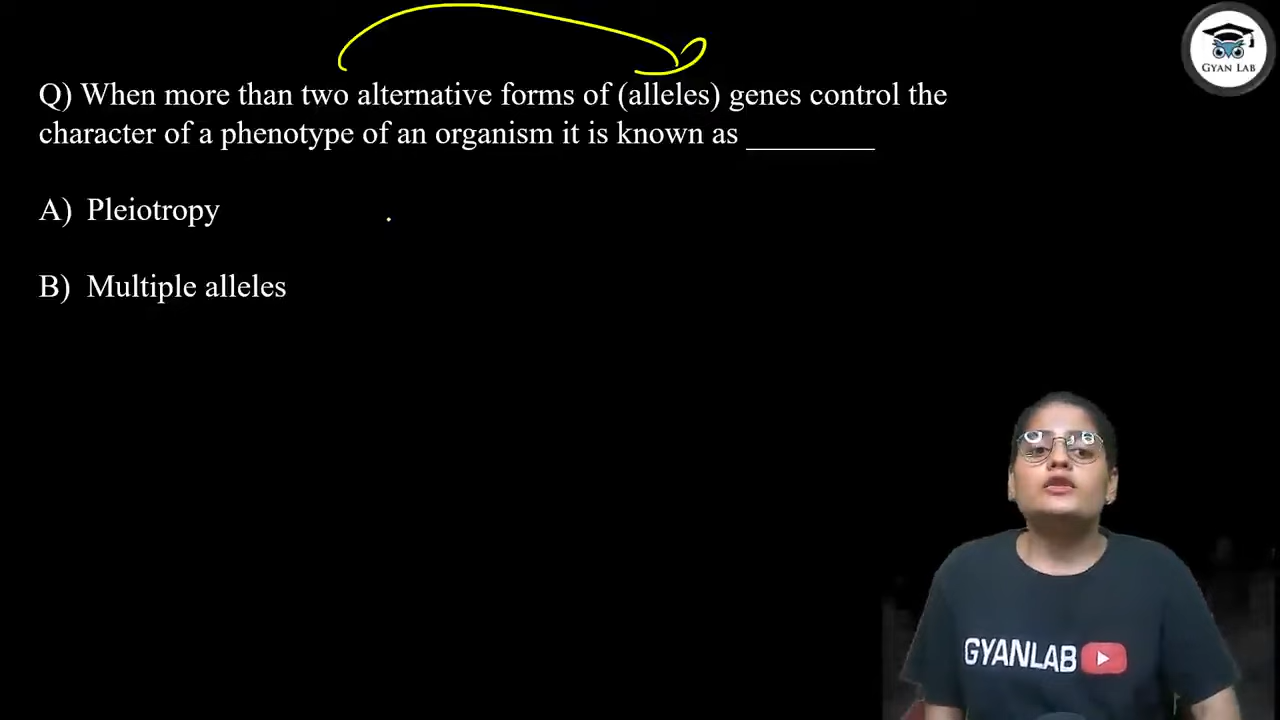 GYAN LAB
Q) When more than two alternative forms of (alleles) genes control the
character of a phenotype of an organism it is known as ________
A) Pleiotropy
B) Multiple alleles
GYANLAB